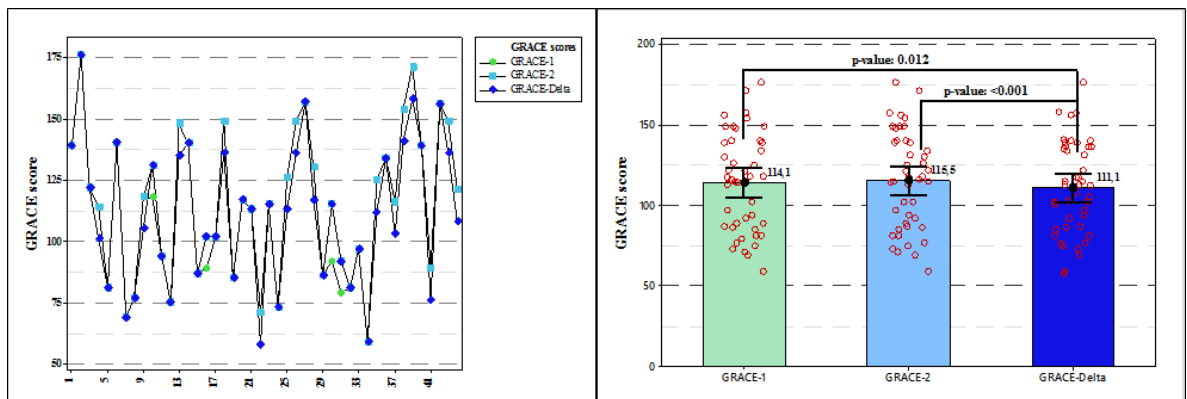 GRACE score
175
150
125
100
75
50
1
5
9
13
17
21
25
29
33
37
41
GRACE scores
GRACE-1
GRACE-2
GRACE-Delta
GRACE score
200
150
100
50
0
p-value: 0.012
p-value: <0.001
114,1
115,5
111,1
GRACE-1
GRACE-2
GRACE-Delta